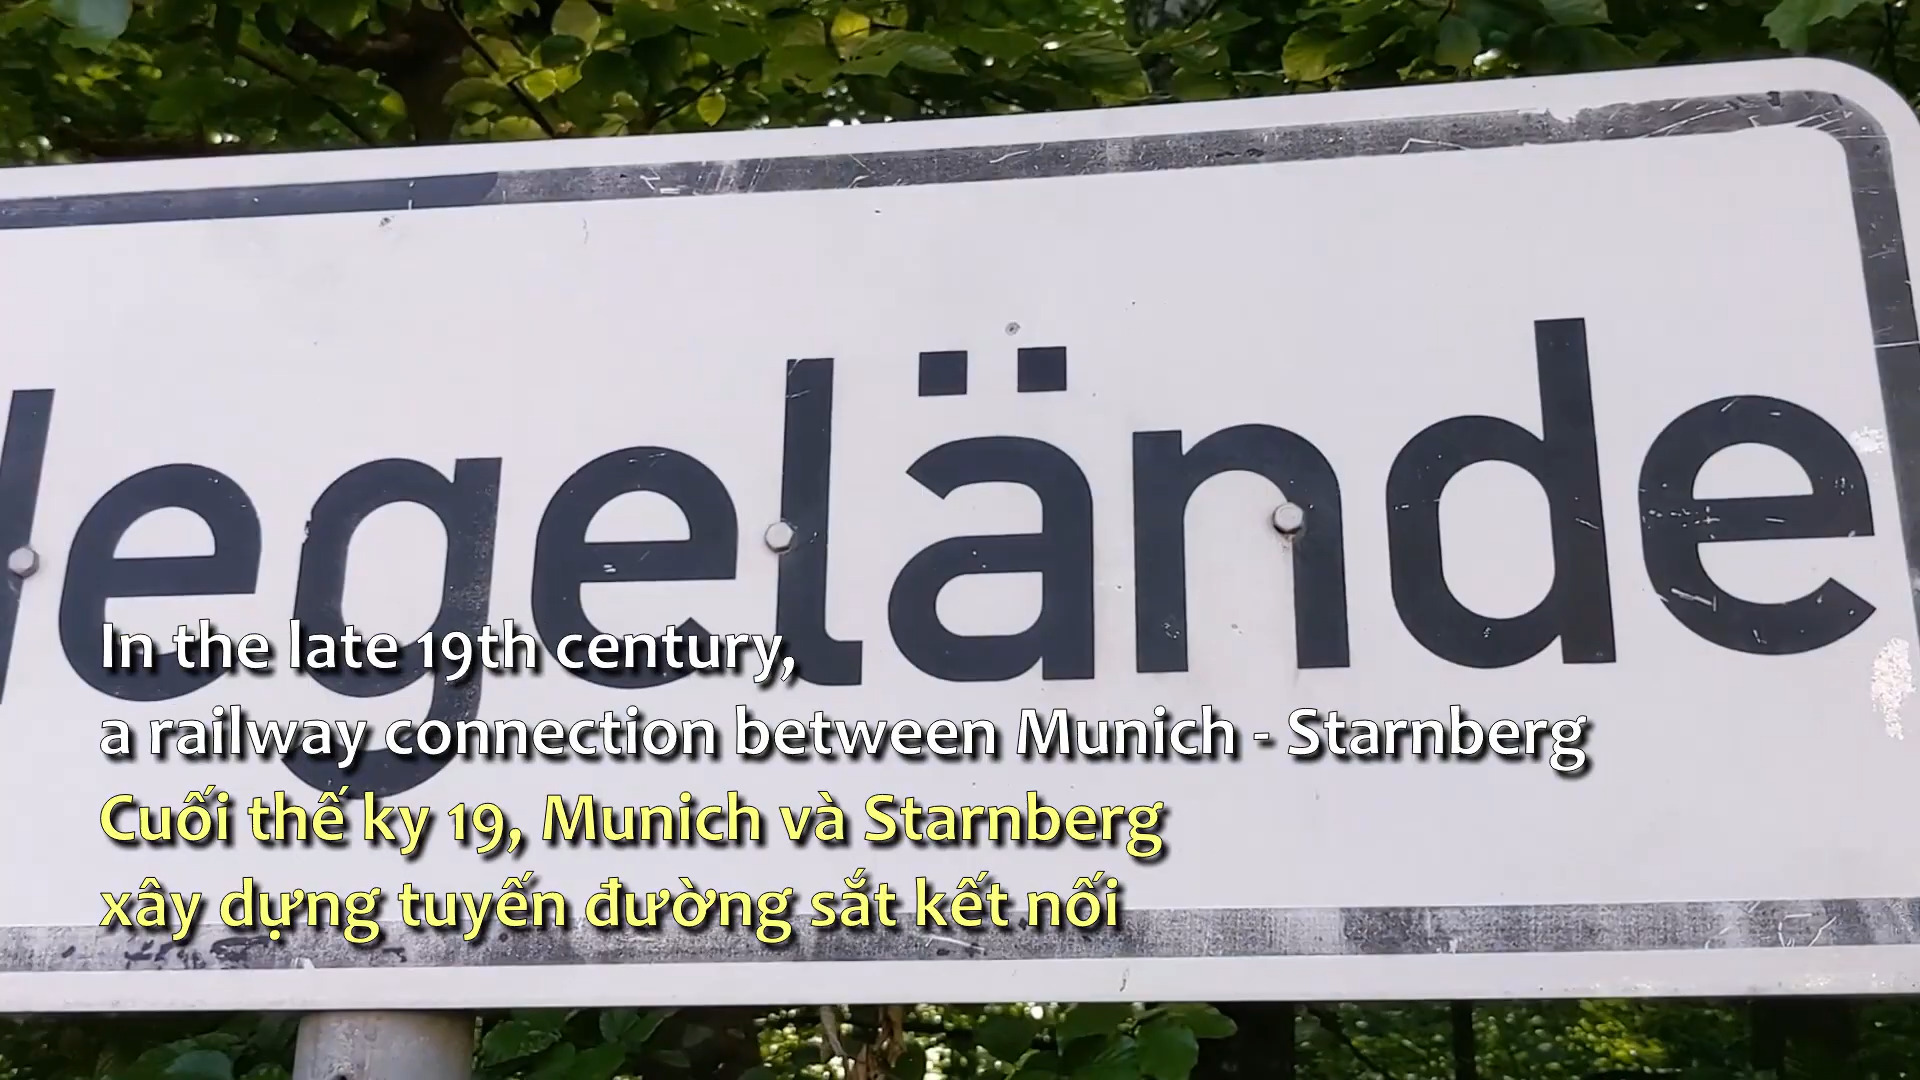 legelände
In the late 19th century,
a railway connection between Munich - Starnberg
Cuối thế ky 19, Munich và Starnberg
xây dựng tuyến đường sắt kết nối